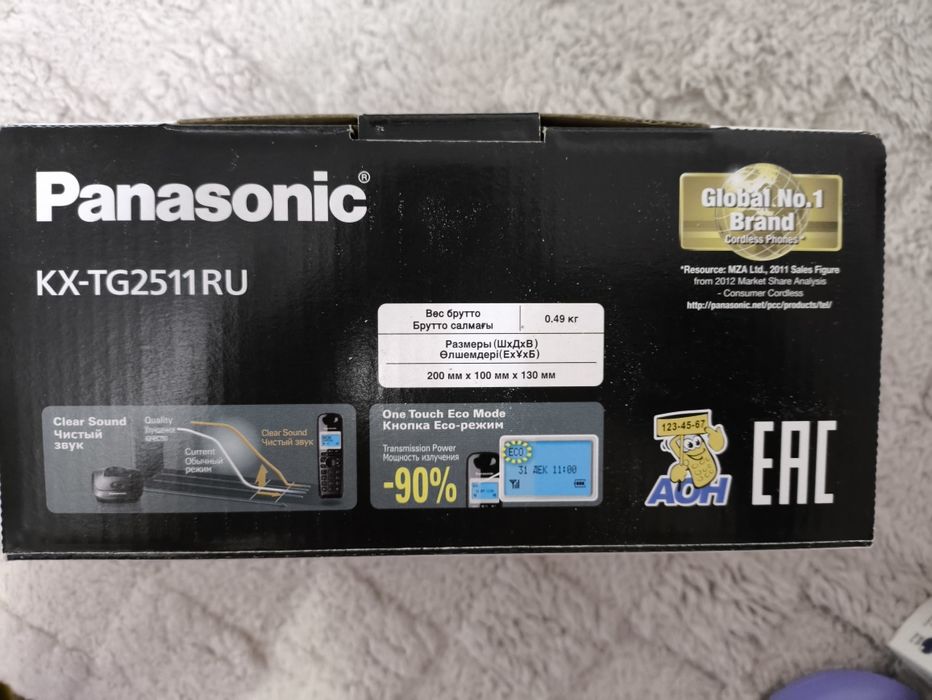 Panasonic®
KX-TG2511RU
Global No.1
Brand
Cordless Phones*
*Resource: MZA Ltd., 2011 Sales Figure
from 2012 Market Share Analysis
- Consumer Cordless
http://panasonic.net/pcc/products/tel/
Вес брутто
Брутто салмағы
0.49 кг
Размеры (ШхДхВ)
Өлшемдері(ЕхҰхБ)
200 мм x 100 мм x 130 мм
Clear Sound
Чистый
звук
Quality
Улучшенное
качество
Current
Обычный
режим
Clear Sound
Чистый звук
Panasonic
One Touch Eco Mode
Кнопка Eco-режим
Transmission Power
Мощность излучения
-90%
ECO
31 ДЕК 11:00
123-45-67
АОН
EAC